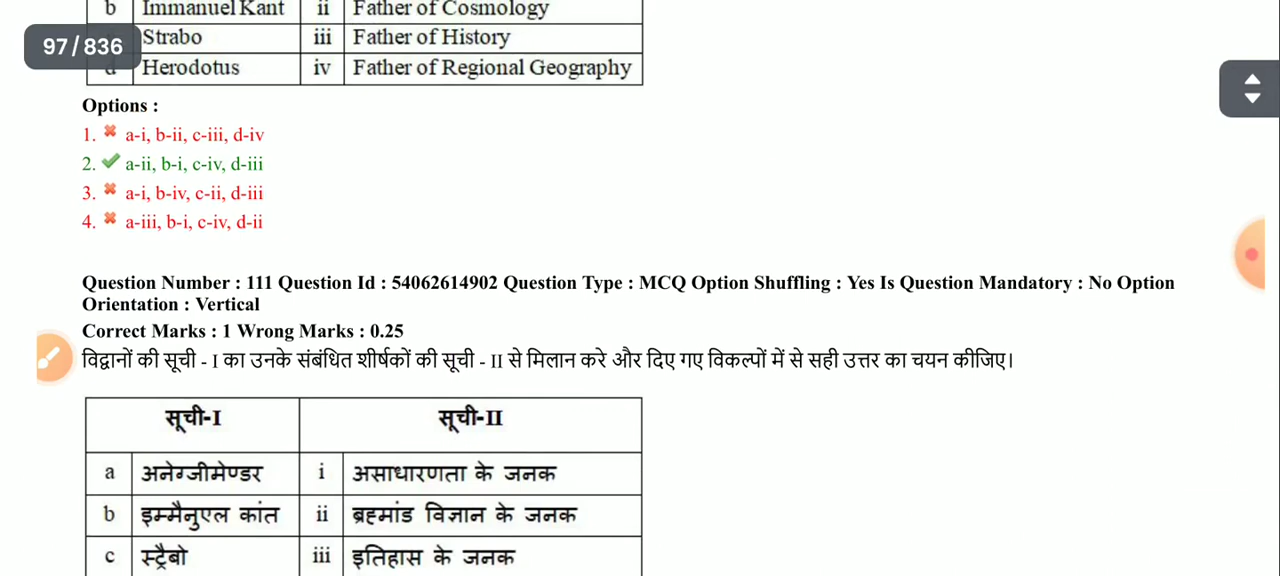 b Immanuel Kant ii Father of Cosmology
97 / 836
Strabo iii Father of History
d Herodotus iv Father of Regional Geography
Options :
1. a-i, b-ii, c-iii, d-iv
2. a-ii, b-i, c-iv, d-iii
3. a-i, b-iv, c-ii, d-iii
4. a-iii, b-i, c-iv, d-ii
Question Number : 111 Question Id : 54062614902 Question Type : MCQ Option Shuffling : Yes Is Question Mandatory : No Option
Orientation : Vertical
Correct Marks : 1 Wrong Marks : 0.25
विद्वानों की सूची - I का उनके संबंधित शीर्षकों की सूची - II से मिलान करे और दिए गए विकल्पों में से सही उत्तर का चयन कीजिए।
सूची-I सूची-II
a अनेग्जीमेण्डर i असाधारणता के जनक
b इम्मैनुएल कांत ii ब्रह्मांड विज्ञान के जनक
c स्ट्रैबो iii इतिहास के जनक